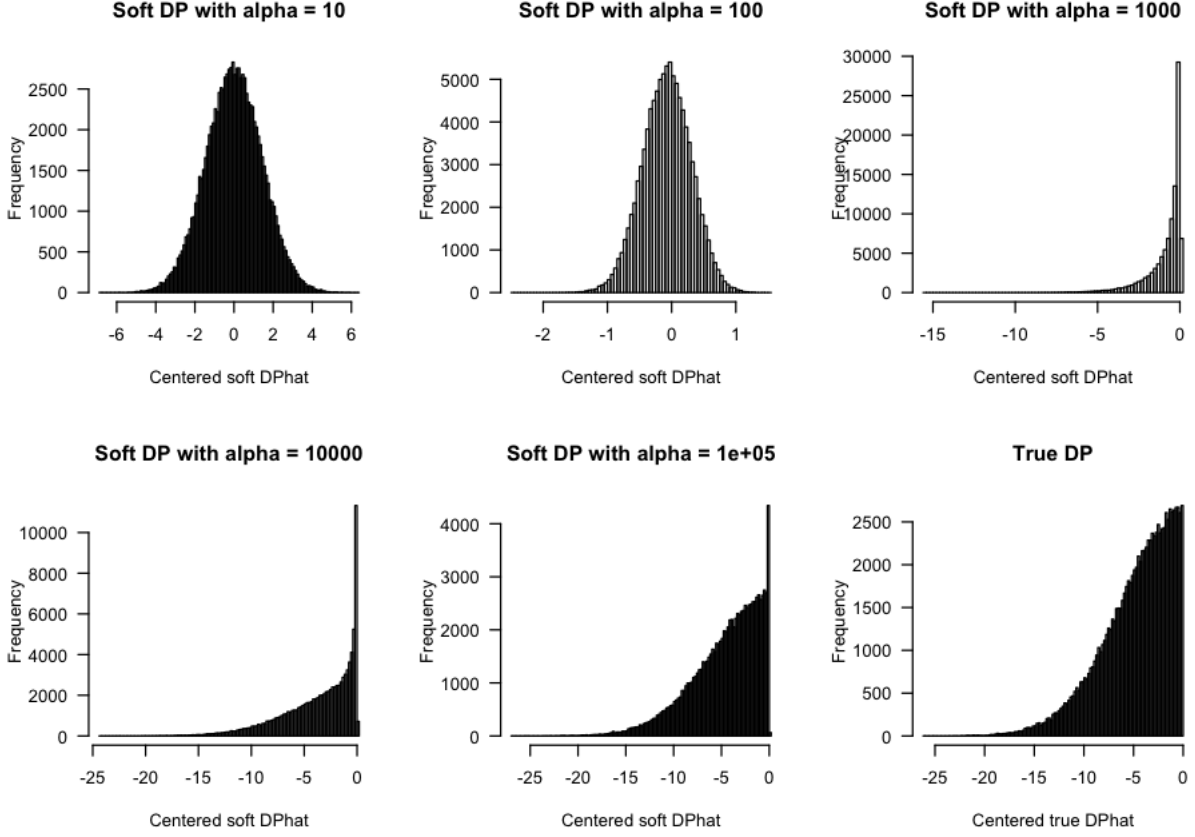 Soft DP with alpha = 10
Frequency
2500
2000
1500
1000
500
0
-6 -4 -2 0 2 4 6
Centered soft DPhat
Soft DP with alpha = 100
Frequency
5000
4000
3000
2000
1000
0
-2 -1 0 1
Centered soft DPhat
Soft DP with alpha = 1000
Frequency
30000
25000
20000
15000
10000
5000
0
-15 -10 -5 0
Centered soft DPhat
Soft DP with alpha = 10000
Frequency
10000
8000
6000
4000
2000
0
-25 -20 -15 -10 -5 0
Centered soft DPhat
Soft DP with alpha = 1e+05
Frequency
4000
3000
2000
1000
0
-25 -20 -15 -10 -5 0
Centered soft DPhat
True DP
Frequency
2500
2000
1500
1000
500
0
-25 -20 -15 -10 -5 0
Centered true DPhat